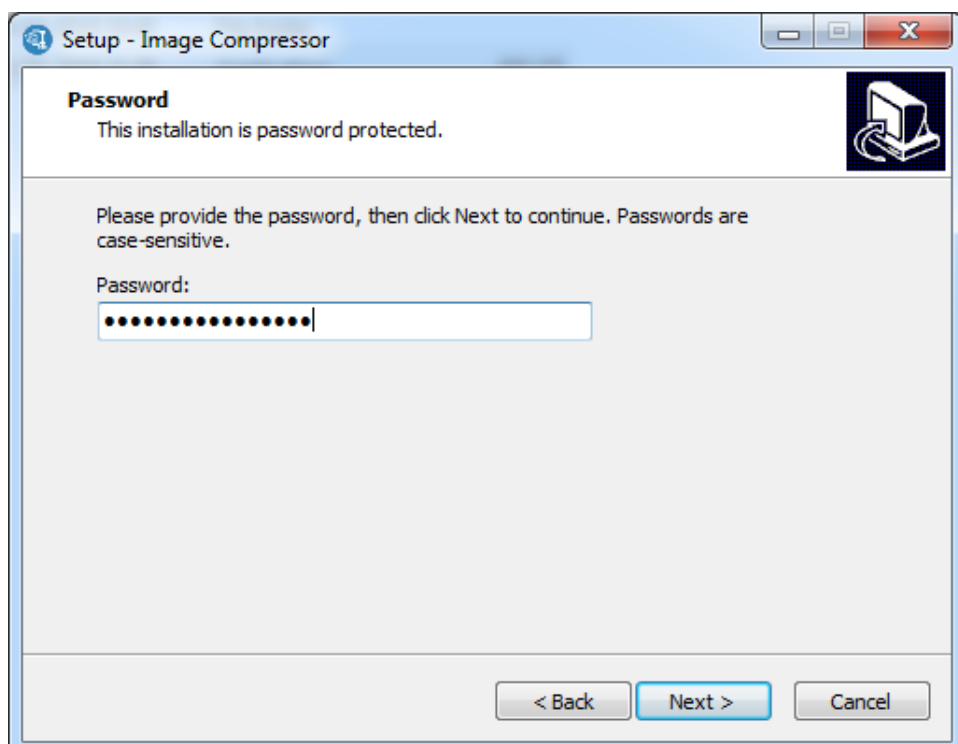 Setup - Image Compressor
Password
This installation is password protected.
Please provide the password, then click Next to continue. Passwords are
case-sensitive.
Password:
●●●●●●●●●●●●●●●●
< Back
Next >
Cancel